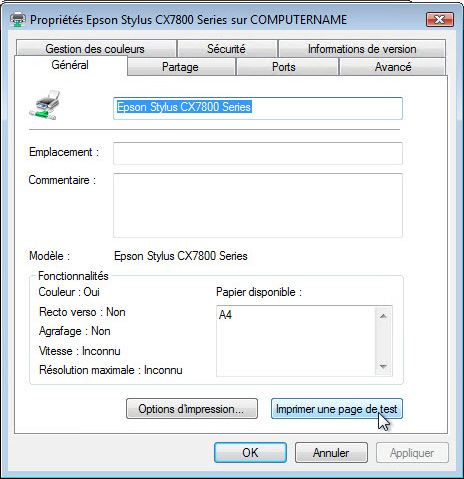 Propriétés Epson Stylus CX7800 Series sur COMPUTERNAME
Gestion des couleurs Sécurité Informations de version
Général Partage Ports Avancé
Epson Stylus CX7800 Series
Emplacement :
Commentaire :
Modèle : Epson Stylus CX7800 Series
Fonctionnalités
Couleur : Oui Papier disponible :
Recto verso : Non A4
Agrafage : Non
Vitesse : Inconnu
Résolution maximale : Inconnu
Options d'impression... Imprimer une page de test
OK Annuler Appliquer